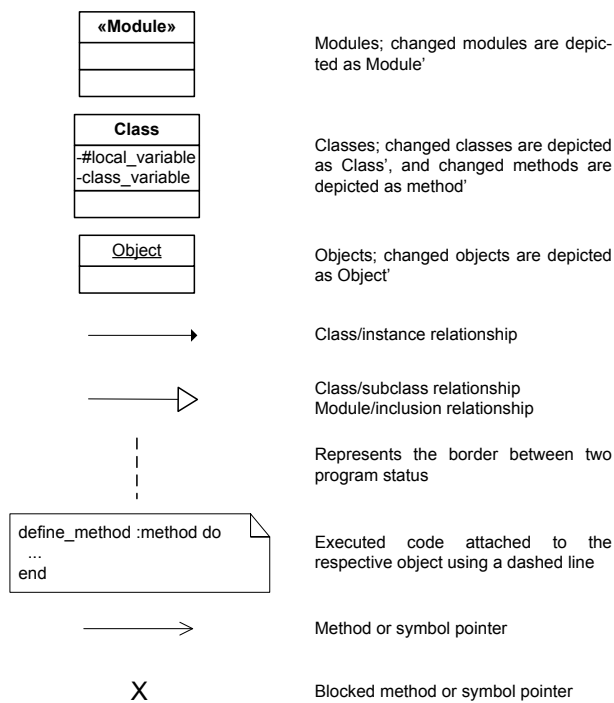 «Module»
Modules; changed modules are depic-
ted as Module’
Class
-#local_variable
-class_variable
Classes; changed classes are depicted
as Class’, and changed methods are
depicted as method’
Object
Objects; changed objects are depicted
as Object’
Class/instance relationship
Class/subclass relationship
Module/inclusion relationship
Represents the border between two
program status
define_method :method do
...
end
Executed code attached to the
respective object using a dashed line
Method or symbol pointer
X
Blocked method or symbol pointer